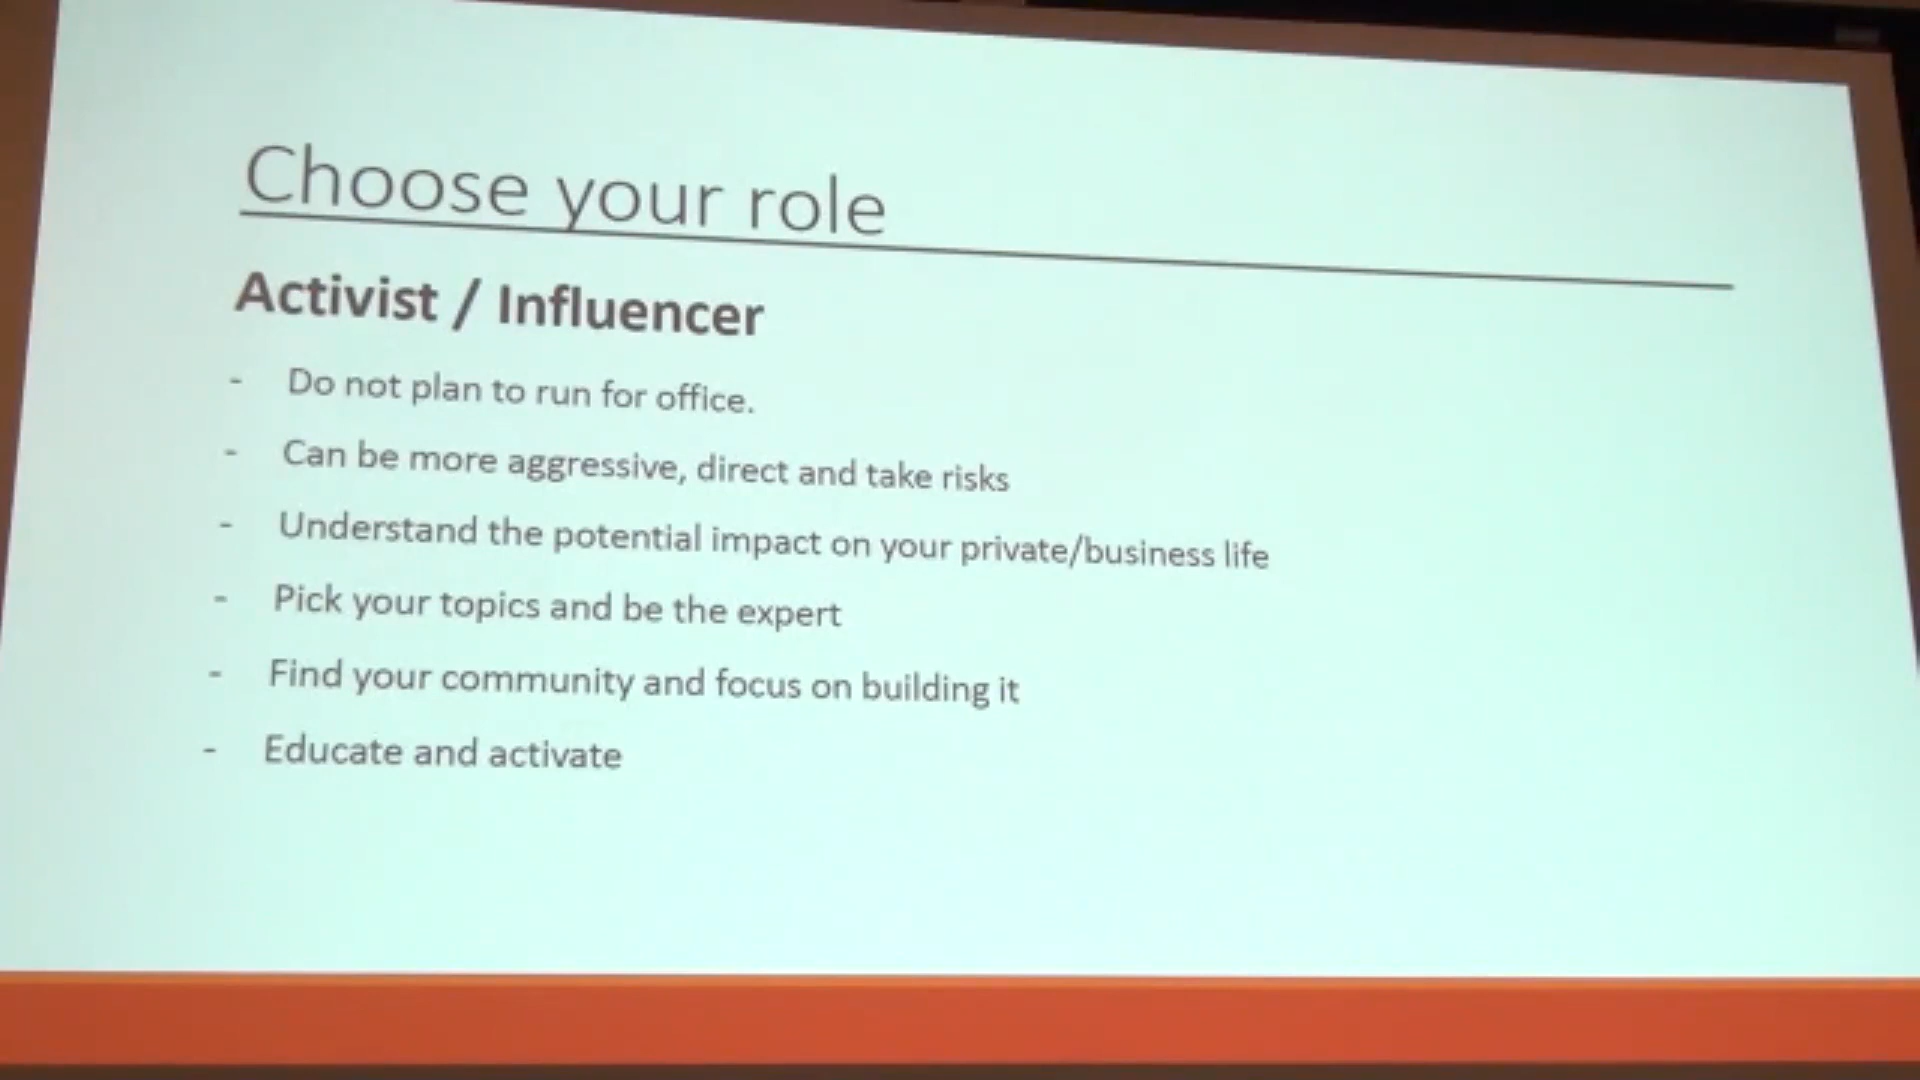 Choose your role
Activist / Influencer
- Do not plan to run for office.
- Can be more aggressive, direct and take risks
- Understand the potential impact on your private/business life
- Pick your topics and be the expert
- Find your community and focus on building it
- Educate and activate